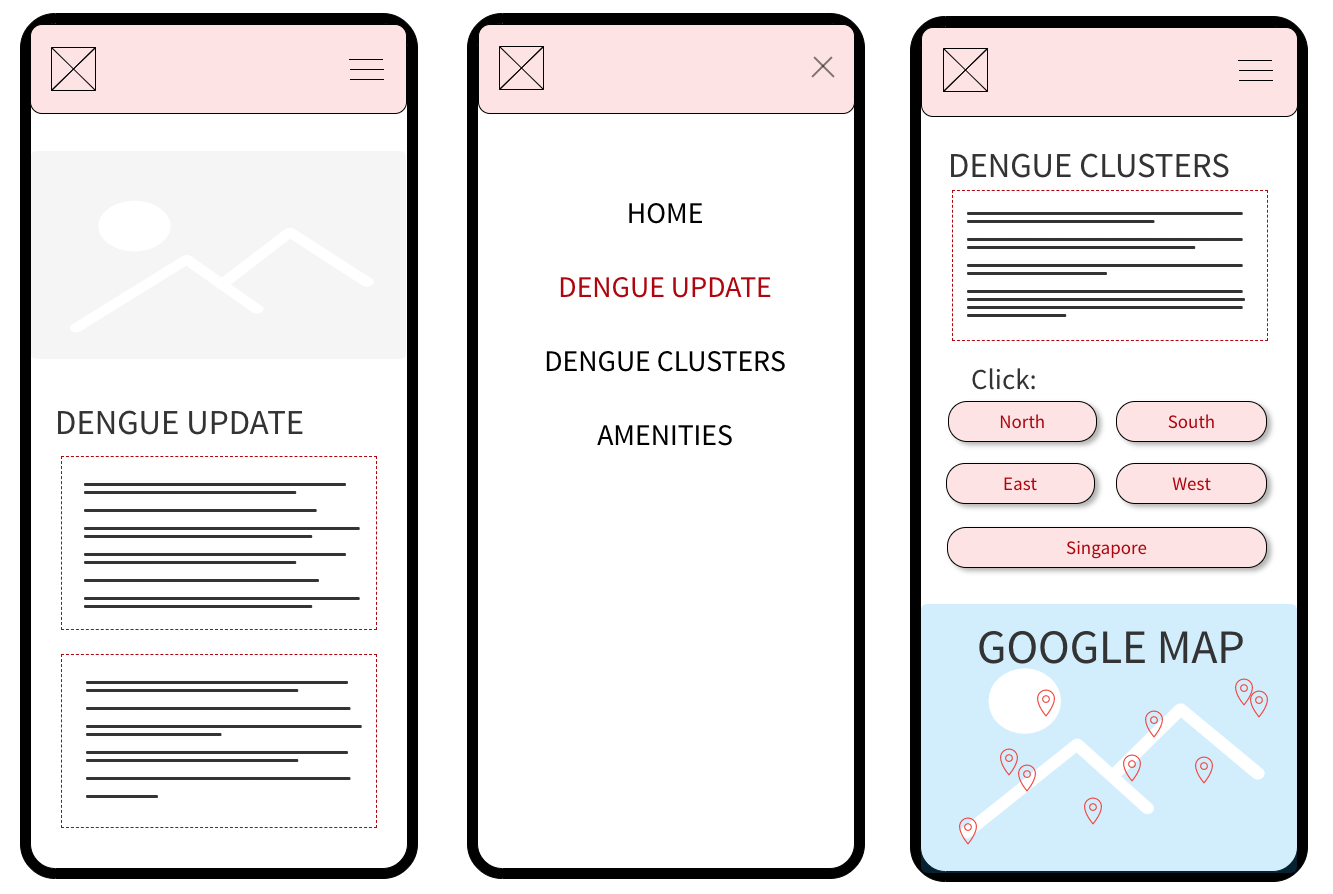 DENGUE UPDATE
HOME
DENGUE UPDATE
DENGUE CLUSTERS
AMENITIES
DENGUE CLUSTERS
Click:
North
South
East
West
Singapore
GOOGLE MAP